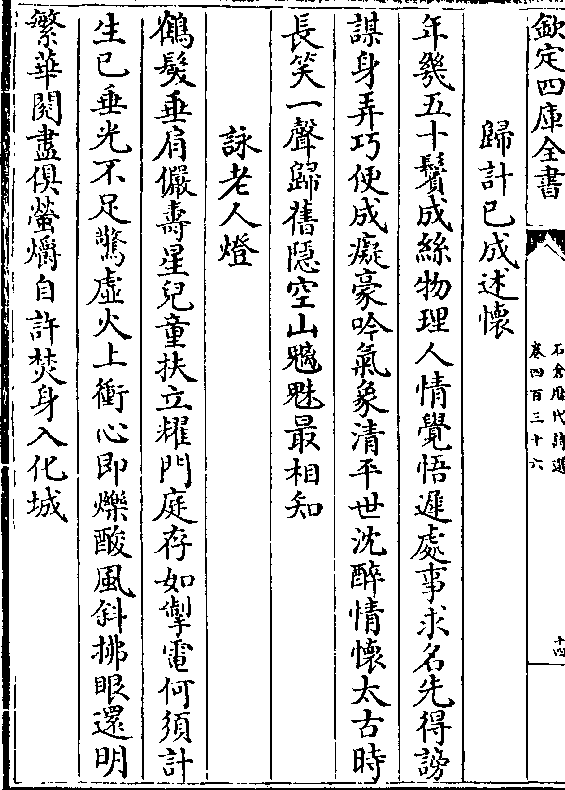 欽定四庫全書
石倉歷代詩選
卷四百三十六
十四
歸計已成述懷
年幾五十鬢成絲物理人情覺悟遲處事求名先得謗
謀身弄巧便成癡豪吟氣象清平世沈醉情懷太古時
長笑一聲歸舊隱空山魑魅最相知
詠老人燈
鶴髮垂肩儼壽星兒童扶立耀門庭存如掣電何須計
生已垂光不足驚虛火上衝心即爍酸風斜拂眼還明
繁華閱盡俱螢爝自許焚身入化城